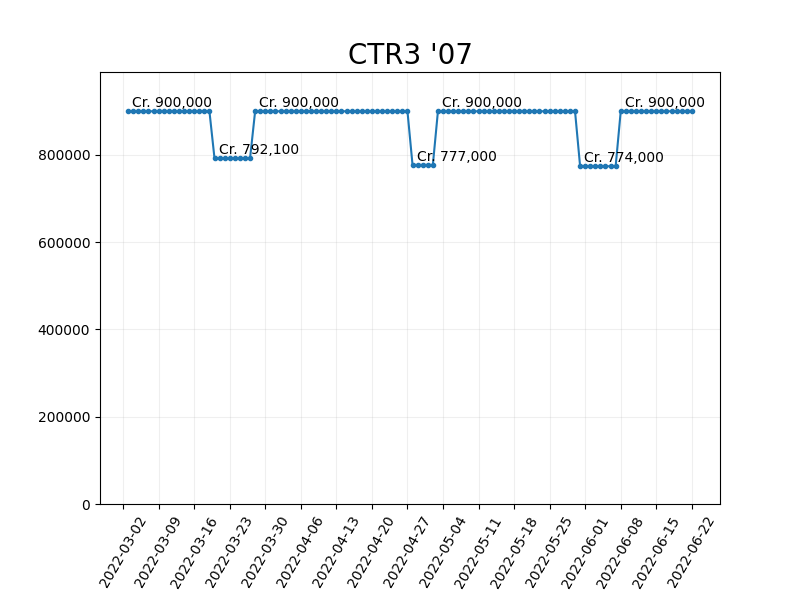 CTR3 '07
Cr. 900,000
Cr. 900,000
Cr. 900,000
Cr. 900,000
Cr. 792,100
Cr. 777,000
Cr. 774,000
800000
600000
400000
200000
0
2022-03-02
2022-03-09
2022-03-16
2022-03-23
2022-03-30
2022-04-06
2022-04-13
2022-04-20
2022-04-27
2022-05-04
2022-05-11
2022-05-18
2022-05-25
2022-06-01
2022-06-08
2022-06-15
2022-06-22